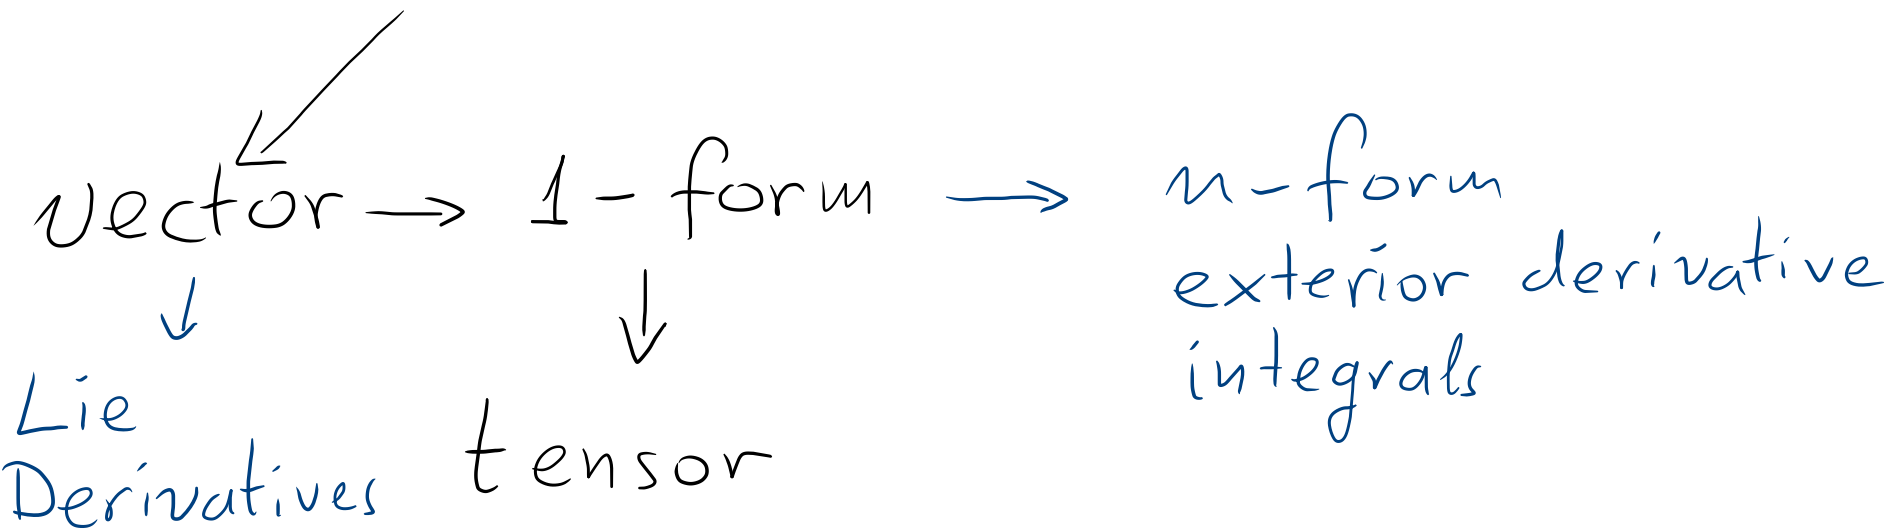 vector → 1 - form → n - form
exterior derivative
integrals
Lie
Derivatives
tensor